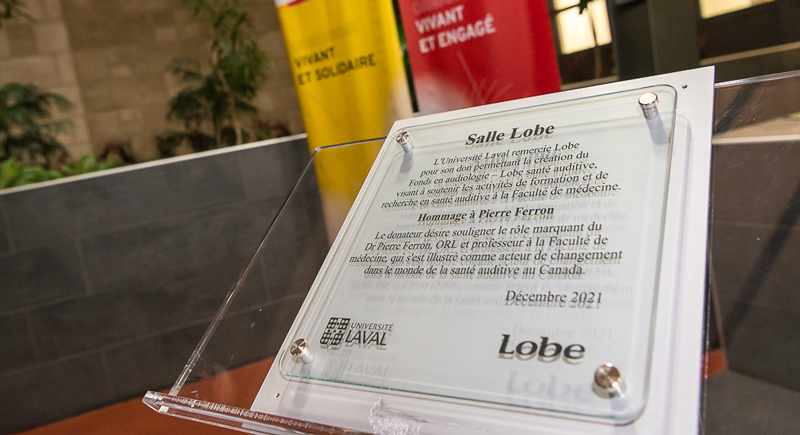 VIVANT
ET SOLIDAIRE
VIVANT
ET ENGAGÉ
Salle Lobe
L'Université Laval remercie Lobe
pour son don permettant la création du
Fonds en audiologie – Lobe santé auditive,
visant à soutenir les activités de formation et de
recherche en santé auditive à la Faculté de médecine.
Hommage à Pierre Ferron
Le donateur désire souligner le rôle marquant du
Dr Pierre Ferron, ORL et professeur à la Faculté de
médecine, qui s'est illustré comme acteur de changement
dans le monde de la santé auditive au Canada.
Décembre 2021
UNIVERSITÉ
LAVAL
Lobe